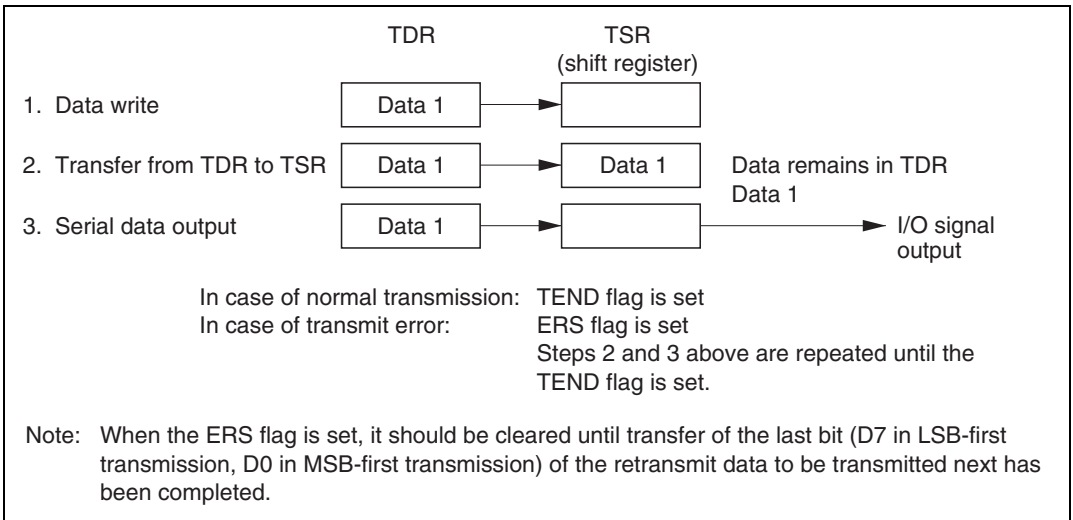 TDR TSR
(shift register)
1. Data write Data 1
2. Transfer from TDR to TSR Data 1 Data 1 Data remains in TDR
Data 1
3. Serial data output Data 1 I/O signal
output
In case of normal transmission: TEND flag is set
In case of transmit error: ERS flag is set
Steps 2 and 3 above are repeated until the
TEND flag is set.
Note: When the ERS flag is set, it should be cleared until transfer of the last bit (D7 in LSB-first
transmission, D0 in MSB-first transmission) of the retransmit data to be transmitted next has
been completed.